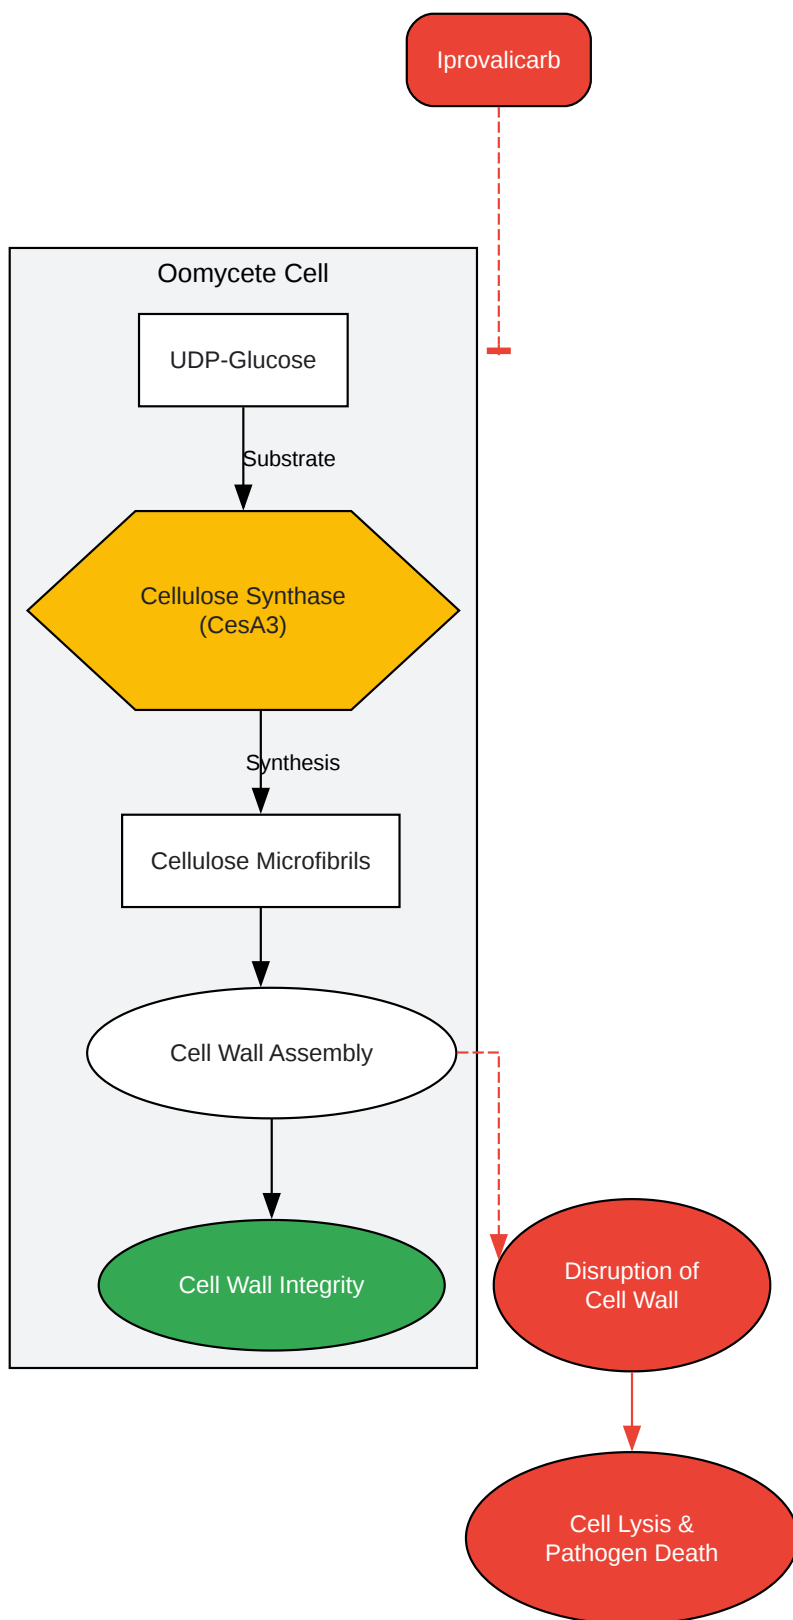 Iprovalicarb
Oomycete Cell
UDP-Glucose
Substrate
Cellulose Synthase
(CesA3)
Synthesis
Cellulose Microfibrils
Cell Wall Assembly
Cell Wall Integrity
Disruption of
Cell Wall
Cell Lysis &
Pathogen Death